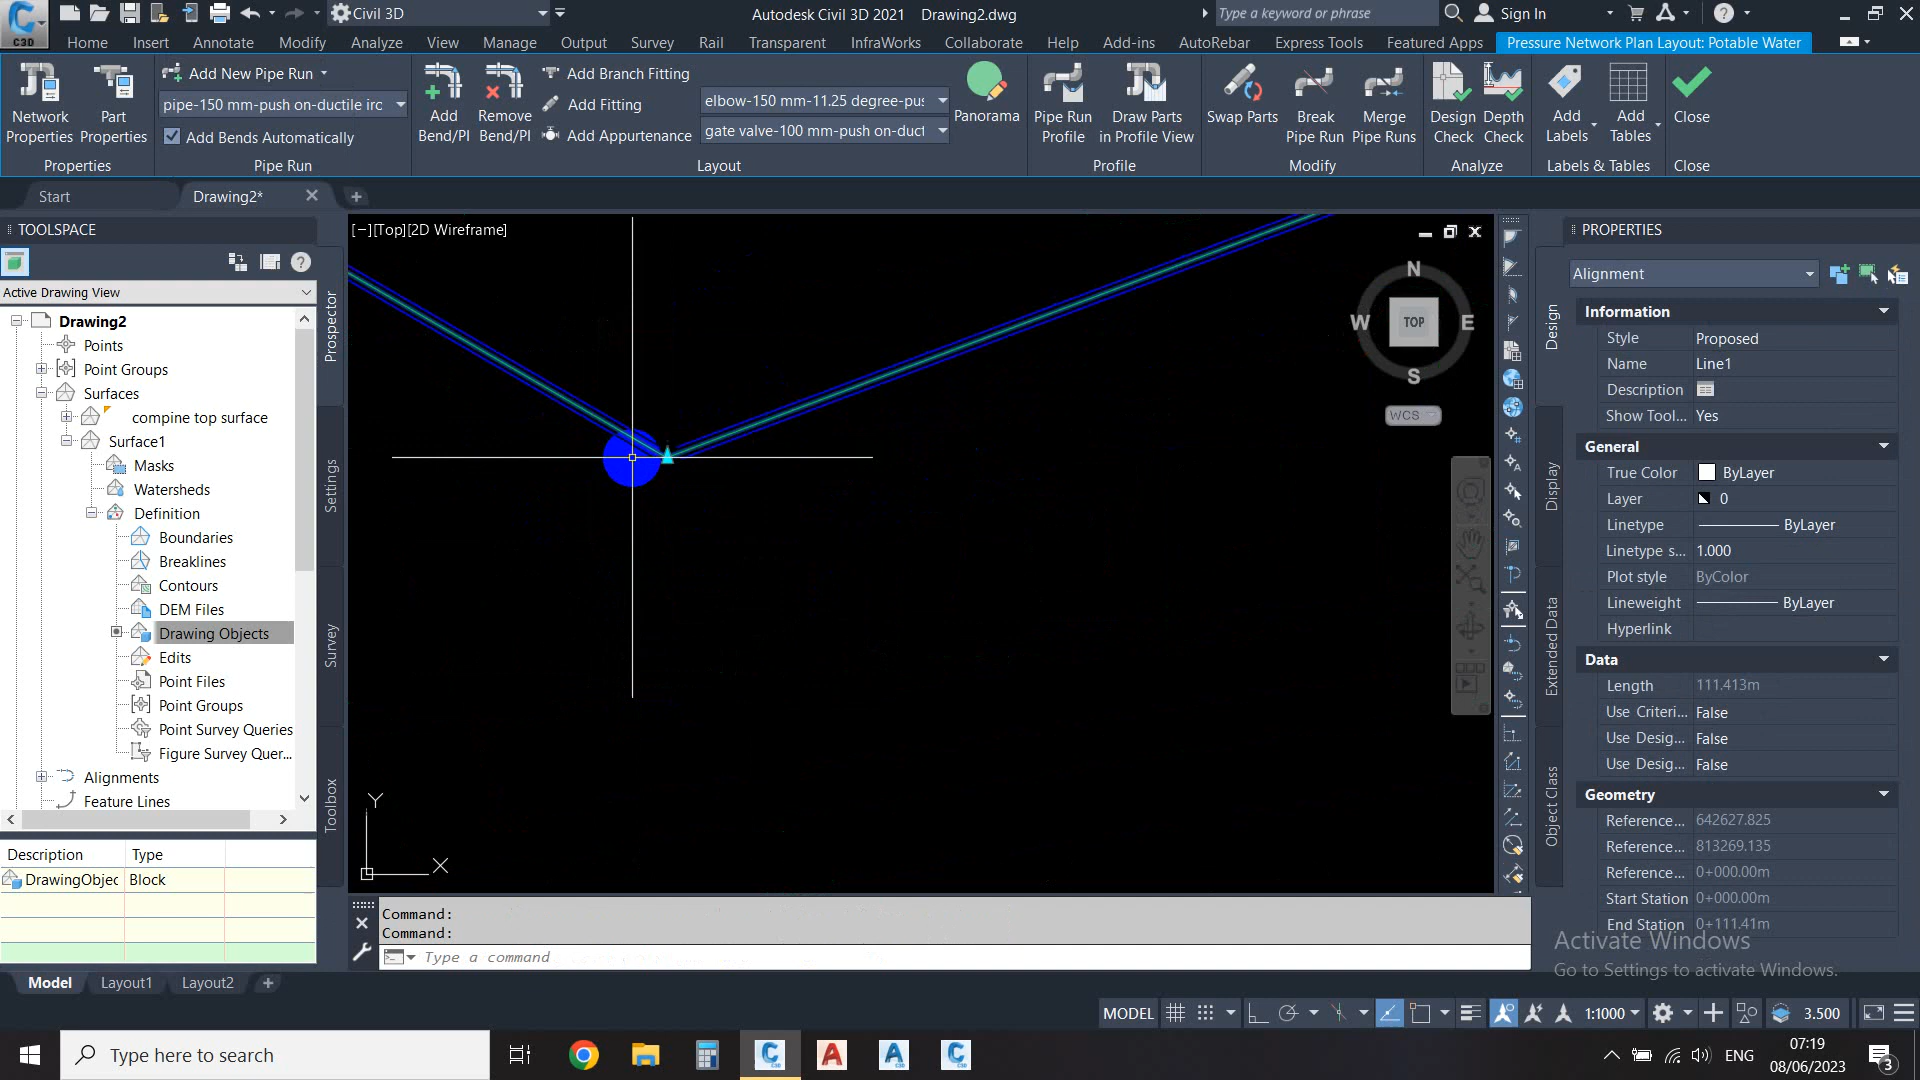 C3D
Civil 3D
Autodesk Civil 3D 2021 Drawing2.dwg
Type a keyword or phrase
Sign In
Home
Insert
Annotate
Modify
Analyze
View
Manage
Output
Survey
Rail
Transparent
InfraWorks
Collaborate
Help
Add-ins
AutoRebar
Express Tools
Featured Apps
Pressure Network Plan Layout: Potable Water
Network Properties
Part Properties
Properties
Add New Pipe Run
pipe-150 mm-push on-ductile irc
Add Bends Automatically
Pipe Run
Add Bend/PI
Remove Bend/PI
Add Branch Fitting
Add Fitting
Add Appurtenance
elbow-150 mm-11.25 degree-pus
gate valve-100 mm-push on-duct
Panorama
Layout
Pipe Run Profile
Draw Parts in Profile View
Profile
Swap Parts
Break Pipe Run
Merge Pipe Runs
Modify
Design Check
Depth Check
Analyze
Add Labels
Add Tables
Labels & Tables
Close
Close
Start
Drawing2*
TOOLSPACE
Active Drawing View
Drawing2
Points
Point Groups
Surfaces
compine top surface
Surface1
Masks
Watersheds
Definition
Boundaries
Breaklines
Contours
DEM Files
Drawing Objects
Edits
Point Files
Point Groups
Point Survey Queries
Figure Survey Quer...
Alignments
Feature Lines
Description Type
DrawingObjec Block
Prospector
Settings
Survey
Toolbox
[−][Top][2D Wireframe]
N
W TOP E
S
WCS
Y
X
Command:
Command:
Type a command
Model
Layout1
Layout2
PROPERTIES
Alignment
Design
Display
Extended Data
Object Class
Information
Style Proposed
Name Line1
Description
Show Tool... Yes
General
True Color ByLayer
Layer 0
Linetype ByLayer
Linetype s... 1.000
Plot style ByColor
Lineweight ByLayer
Hyperlink
Data
Length 111.413m
Use Criteri... False
Use Desig... False
Use Desig... False
Geometry
Reference... 642627.825
Reference... 813269.135
Reference... 0+000.00m
Start Station 0+000.00m
End Station 0+111.41m
Activate Windows
Go to Settings to activate Windows.
MODEL
1:1000
3.500
Type here to search
ENG
07:19
08/06/2023
3